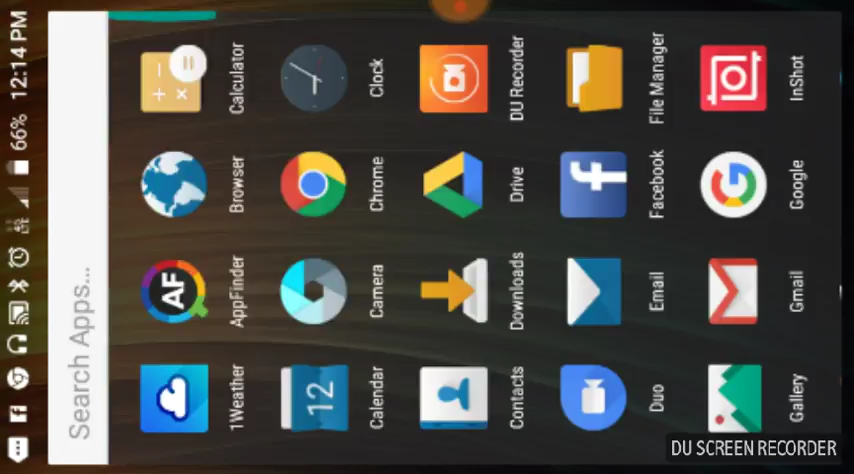 66% 12:14 PM
Search Apps...
1Weather AppFinder Browser Calculator
12
Calendar Camera Chrome Clock
Contacts Downloads Drive DU Recorder
Duo Email Facebook File Manager
Gallery Gmail Google InShot
DU SCREEN RECORDER